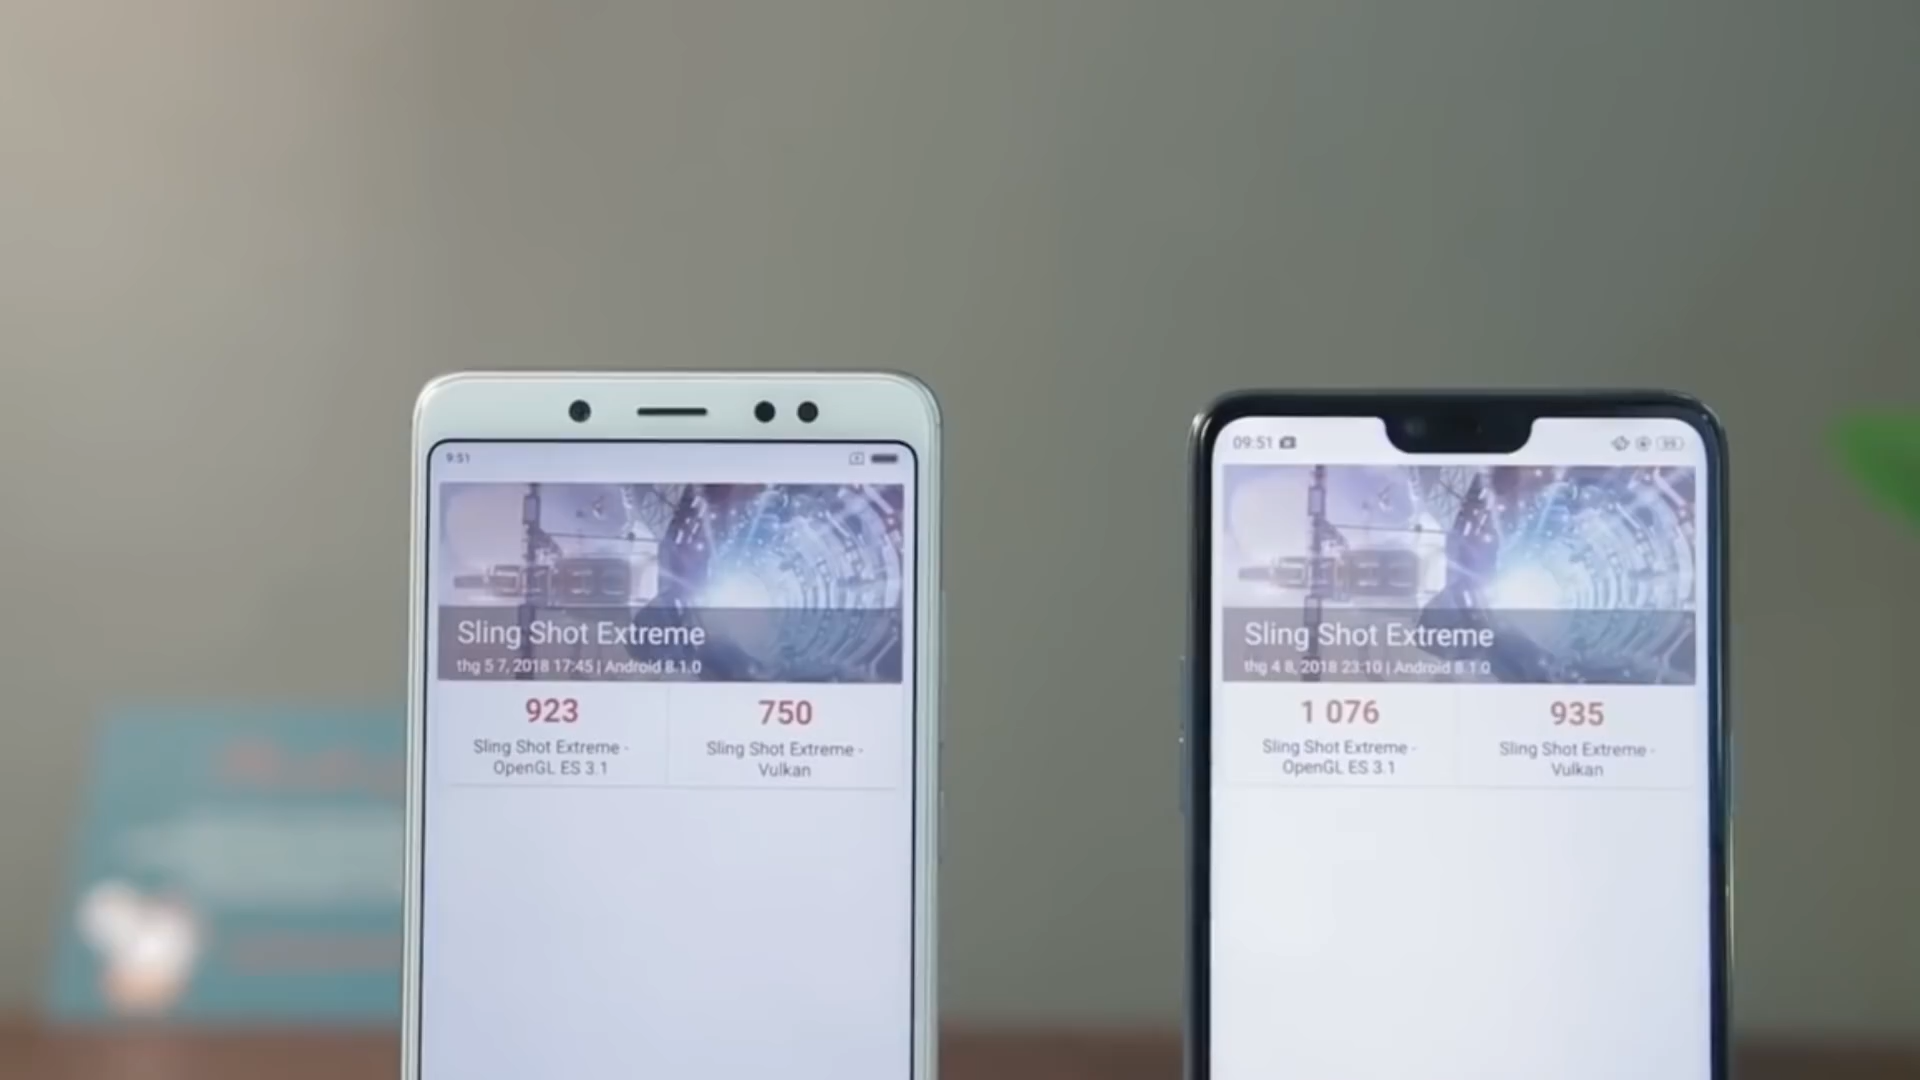 9:51
Sling Shot Extreme
thg 5 7, 2018 17:45 | Android 8.1.0
923
Sling Shot Extreme -
OpenGL ES 3.1
750
Sling Shot Extreme -
Vulkan
09:51
Sling Shot Extreme
thg 4 8, 2018 23:10 | Android 8.1.0
1 076
Sling Shot Extreme -
OpenGL ES 3.1
935
Sling Shot Extreme -
Vulkan